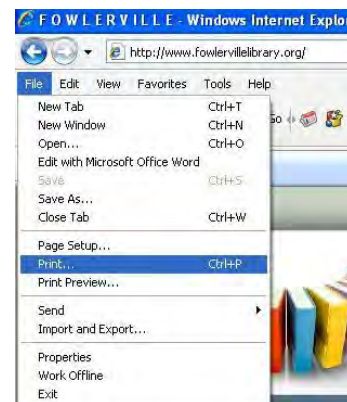 F O W L E R V I L L E - Windows Internet Explo
http://www.fowlervillelibrary.org/
File Edit View Favorites Tools Help
New Tab Ctrl+T
New Window Ctrl+N
Open... Ctrl+O
Edit with Microsoft Office Word
Save Ctrl+S
Save As...
Close Tab Ctrl+W
Page Setup...
Print... Ctrl+P
Print Preview...
Send
Import and Export...
Properties
Work Offline
Exit